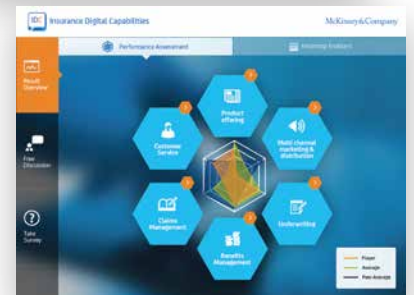 IDC Insurance Digital Capabilities
McKinsey&Company
Performance Assessment
Result
Overview
Free
Discussion
Take
Survey
Product
offering
Customer
Service
Multi channel
marketing &
distribution
Claims
Management
Underwriting
Benefits
Management
Player
Average